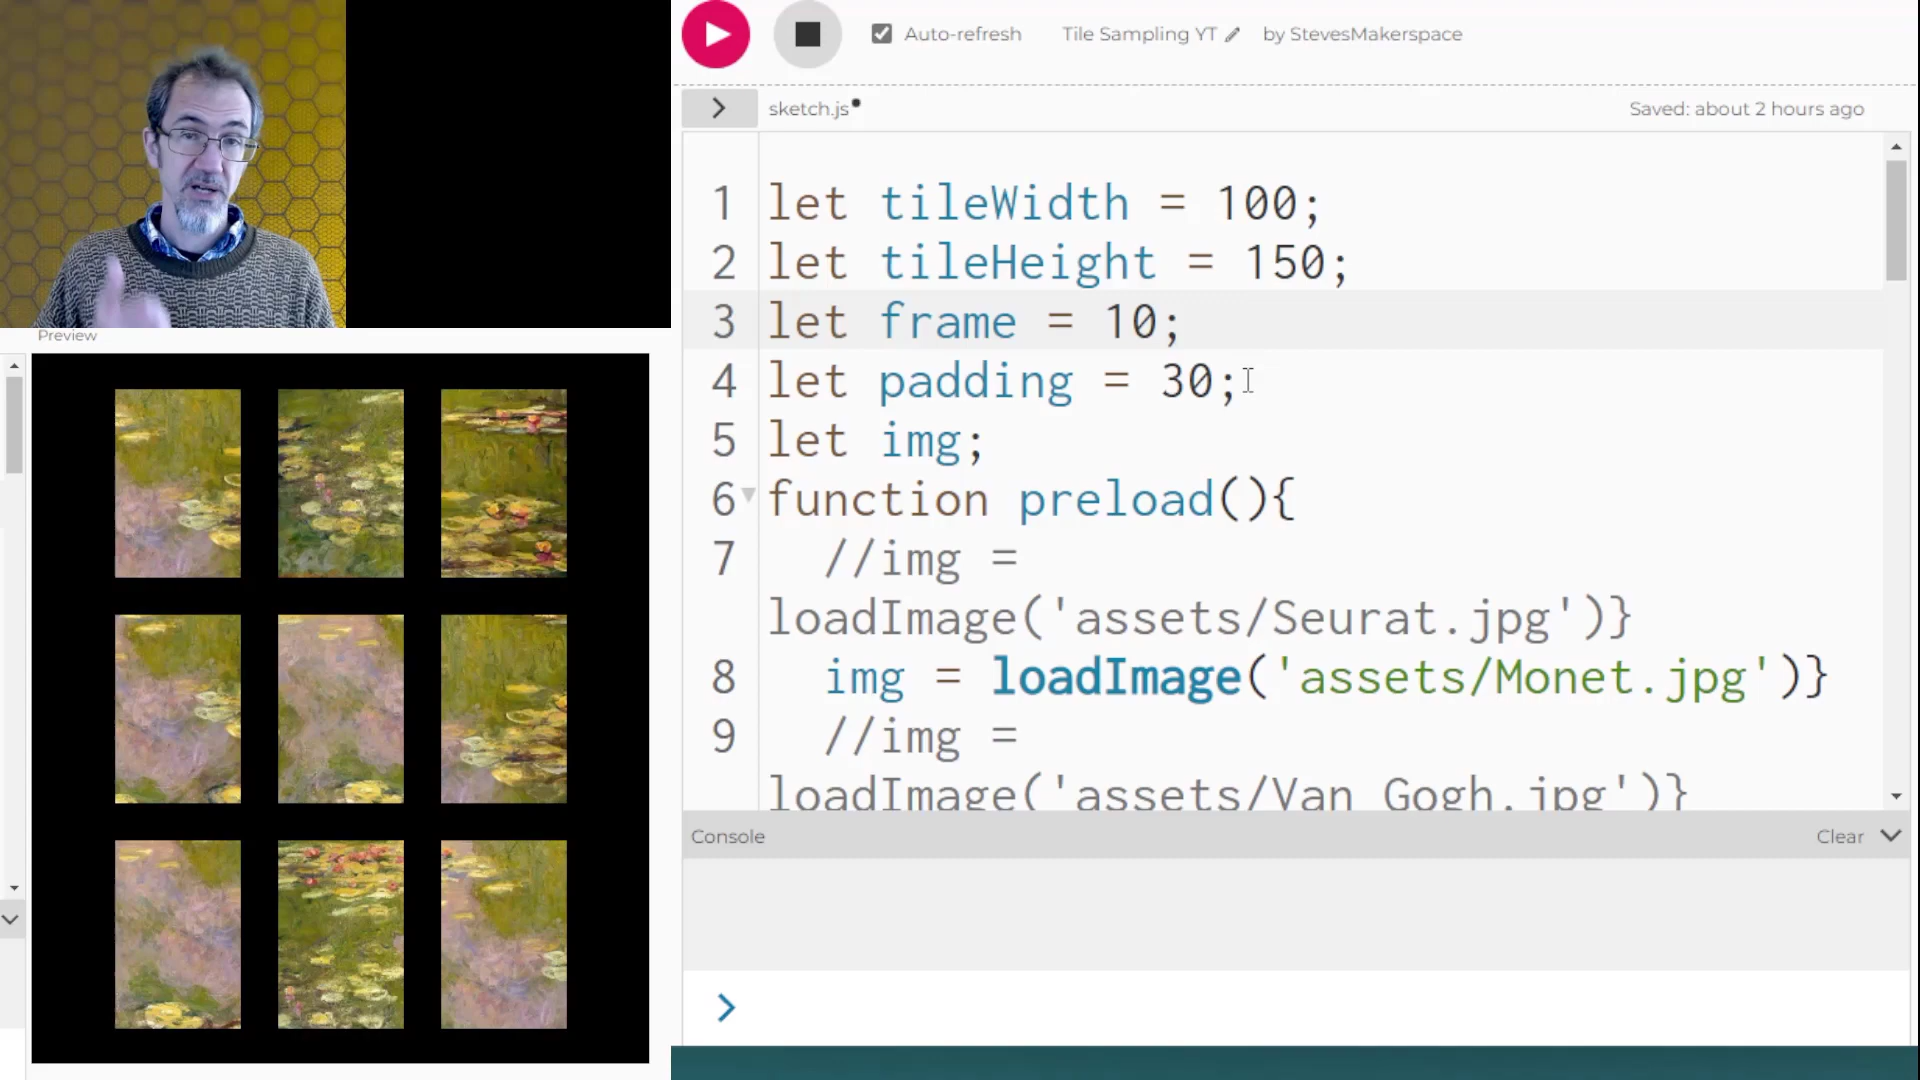 Auto-refresh
Tile Sampling YT
by StevesMakerspace
sketch.js
Saved: about 2 hours ago
Preview
1 let tileWidth = 100;
2 let tileHeight = 150;
3 let frame = 10;
4 let padding = 30;
5 let img;
6 function preload(){
7 //img =
loadImage('assets/Seurat.jpg')}
8 img = loadImage('assets/Monet.jpg')}
9 //img =
loadImage('assets/Van Gogh.jpg')}
Console
Clear